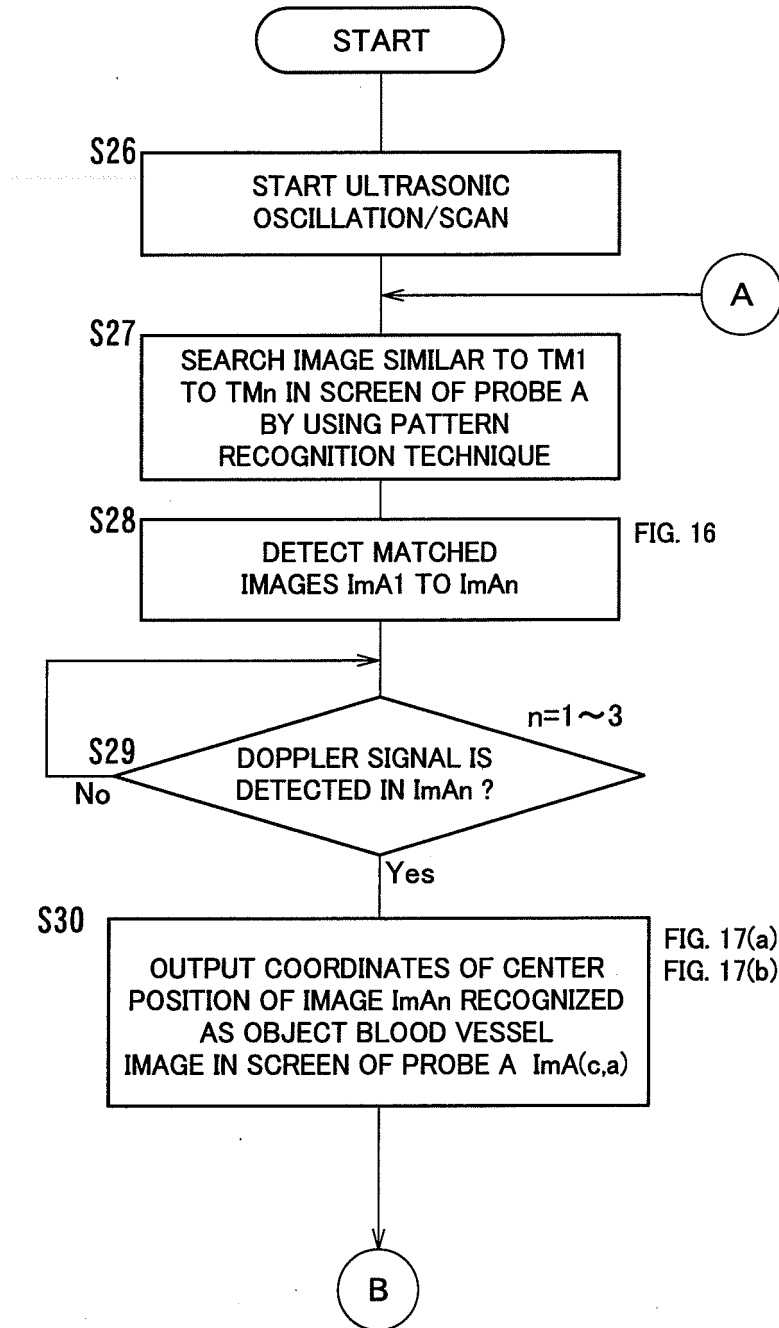 START
S26
START ULTRASONIC
OSCILLATION/SCAN
A
S27
SEARCH IMAGE SIMILAR TO TM1
TO TMn IN SCREEN OF PROBE A
BY USING PATTERN
RECOGNITION TECHNIQUE
S28
DETECT MATCHED
IMAGES ImA1 TO ImAn
FIG. 16
n=1~3
S29
DOPPLER SIGNAL IS
DETECTED IN ImAn ?
No
Yes
S30
OUTPUT COORDINATES OF CENTER
POSITION OF IMAGE ImAn RECOGNIZED
AS OBJECT BLOOD VESSEL
IMAGE IN SCREEN OF PROBE A ImA(c,a)
FIG. 17(a)
FIG. 17(b)
B